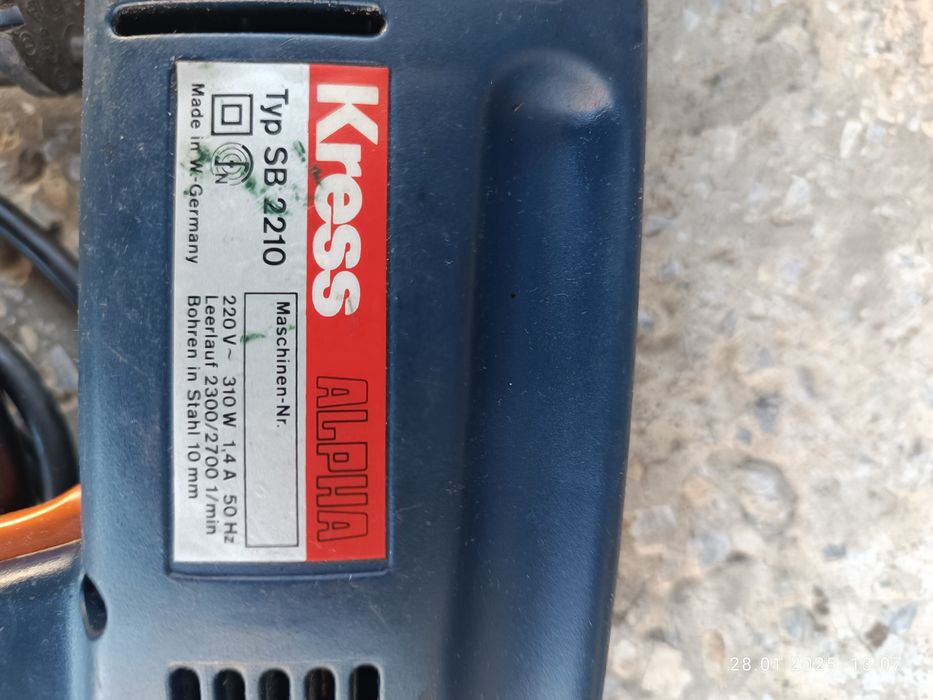 Kress ALPHA
Typ SB 2210
Made in W-Germany
Maschinen-Nr.
220 V~ 310 W 1,4 A 50 Hz
Leerlauf 2300/2700 1/min
Bohren in Stahl 10 mm
28.01.2025 19:07